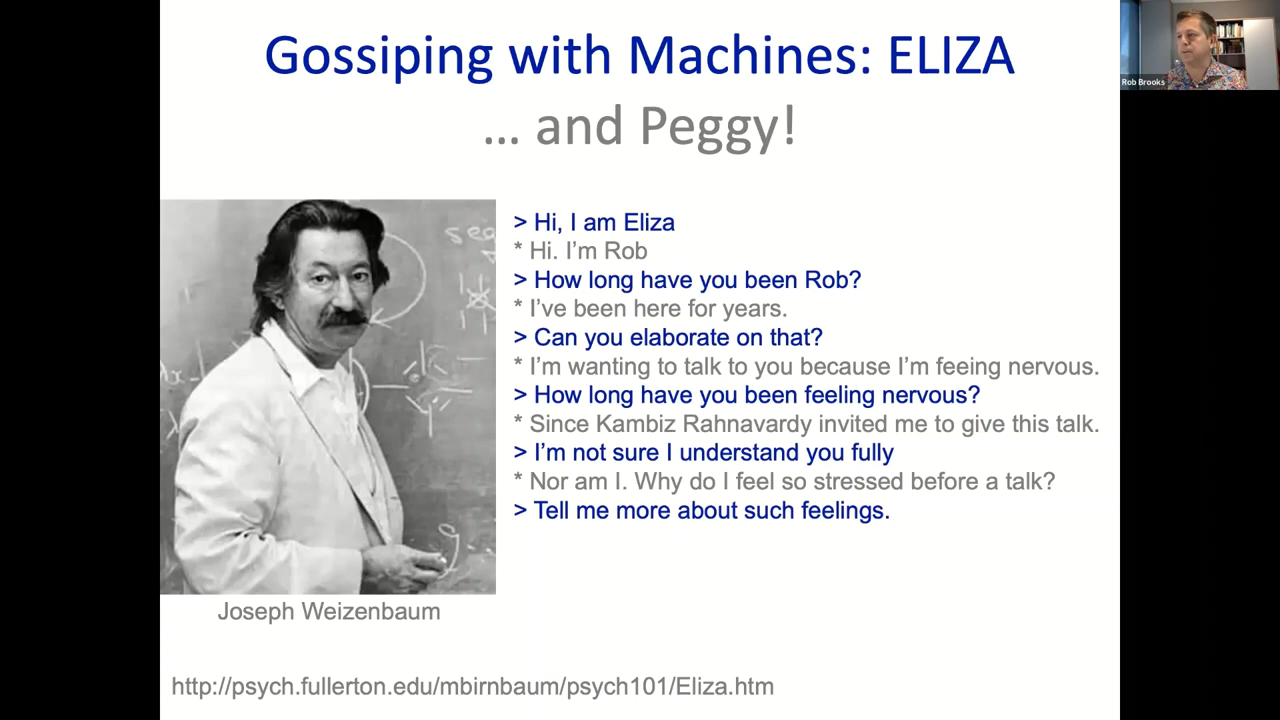 Gossiping with Machines: ELIZA
… and Peggy!
Rob Brooks
> Hi, I am Eliza
* Hi. I’m Rob
> How long have you been Rob?
* I’ve been here for years.
> Can you elaborate on that?
* I’m wanting to talk to you because I’m feeing nervous.
> How long have you been feeling nervous?
* Since Kambiz Rahnavardy invited me to give this talk.
> I’m not sure I understand you fully
* Nor am I. Why do I feel so stressed before a talk?
> Tell me more about such feelings.
Joseph Weizenbaum
http://psych.fullerton.edu/mbirnbaum/psych101/Eliza.htm